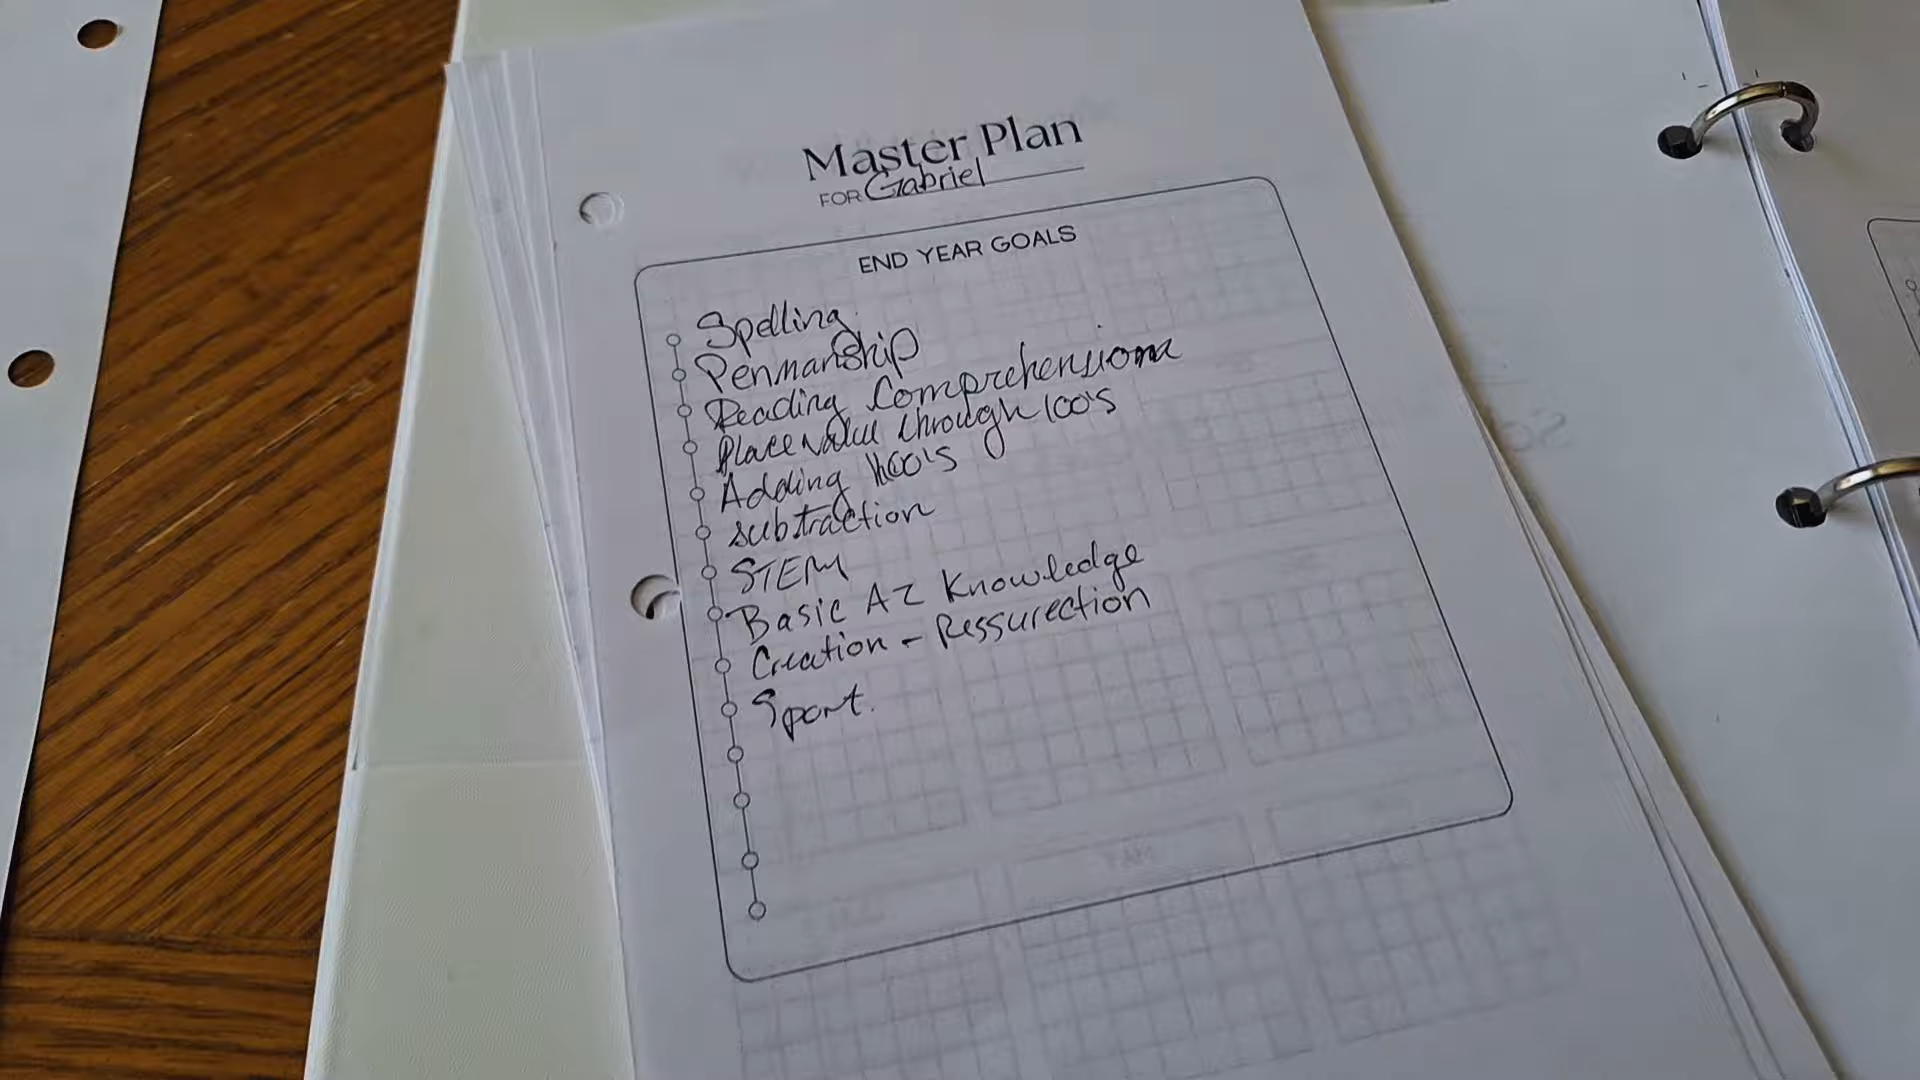 Master Plan
FOR Gabriel
END YEAR GOALS
Spelling
Penmanship
Reading Comprehension
Place value through 100's
Adding 100's
subtraction
STEM
Basic AZ Knowledge
Creation - Ressurection
Sport.